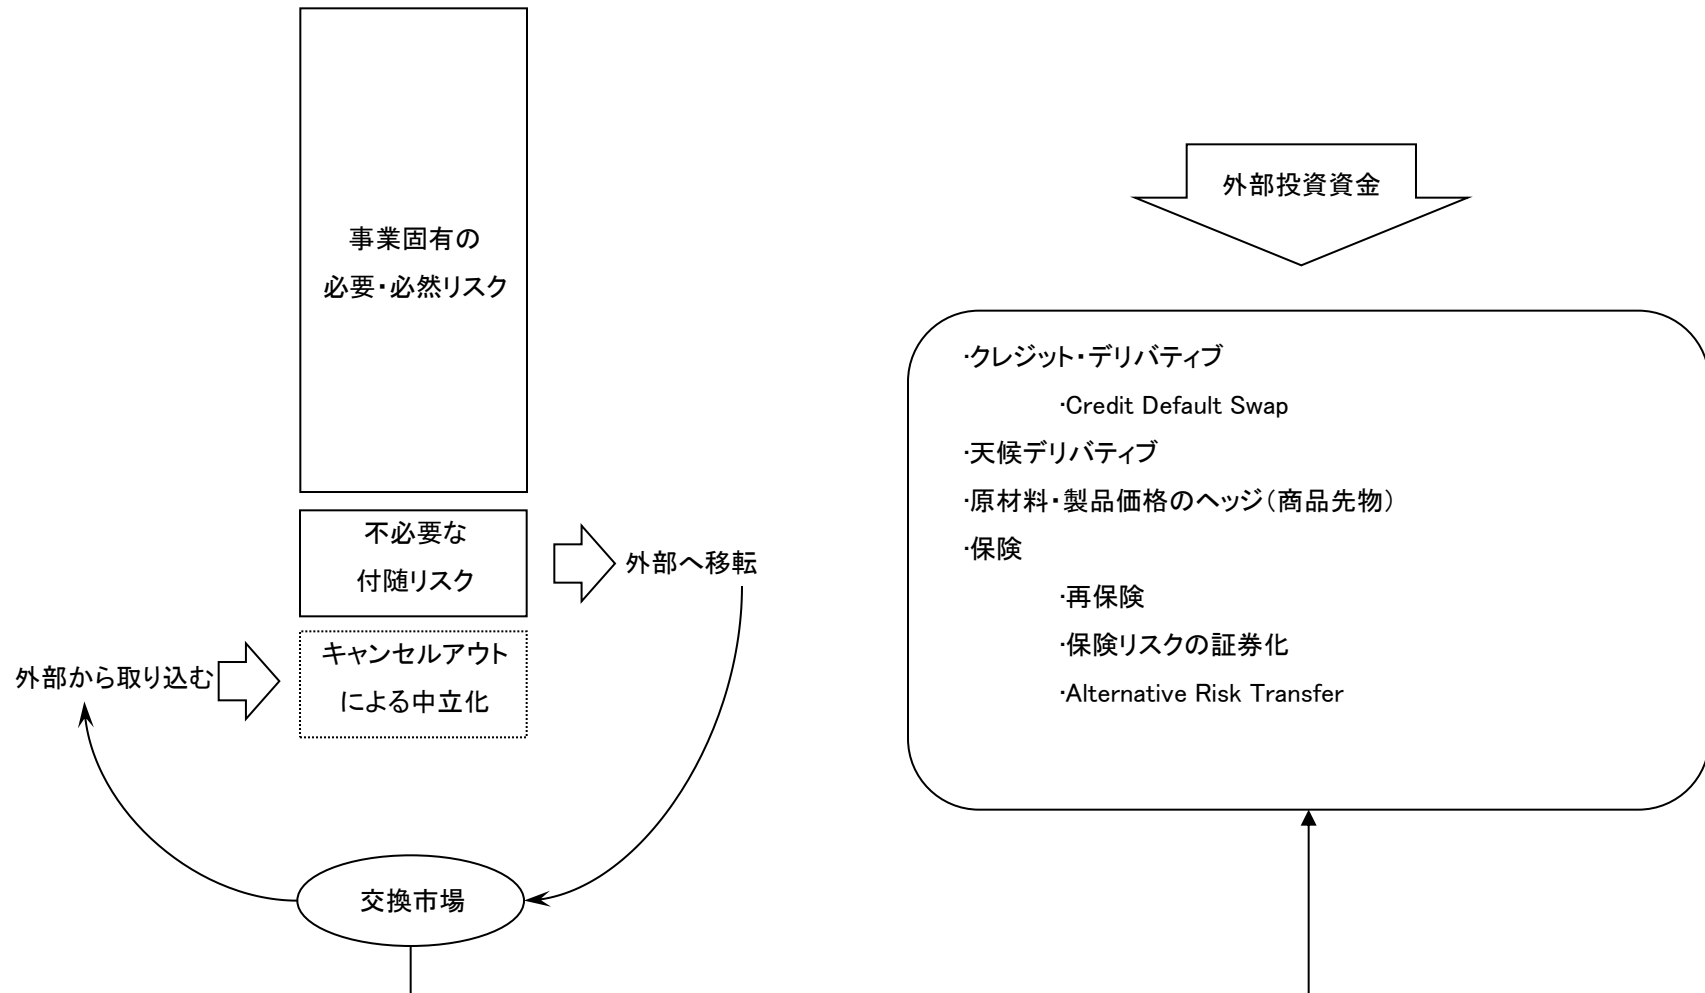 事業固有の
必要・必然リスク
不必要な
付随リスク
外部へ移転
キャンセルアウト
による中立化
外部から取り込む
交換市場
外部投資資金
·クレジット・デリバティブ
·Credit Default Swap
·天候デリバティブ
·原材料・製品価格のヘッジ（商品先物）
·保険
·再保険
·保険リスクの証券化
·Alternative Risk Transfer